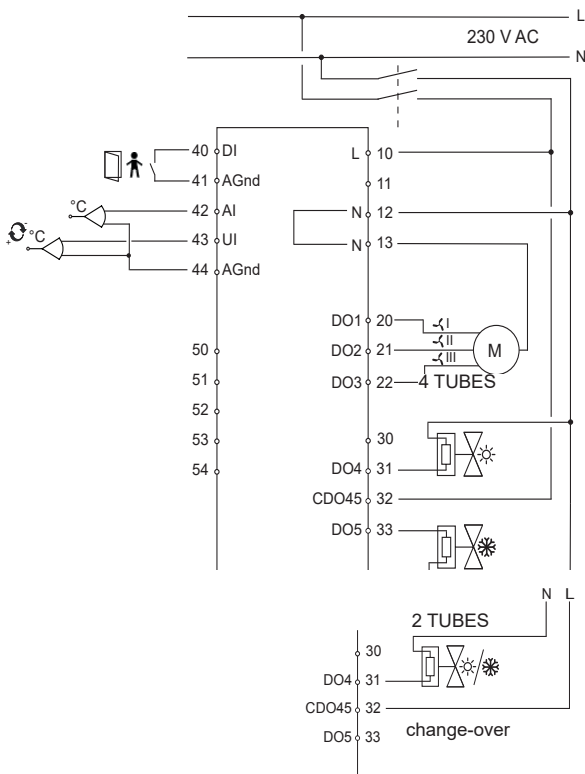 L
230 V AC
N
40 DI
L 10
41 AGnd
11
°C
42 AI
N 12
- + °C
43 UI
N 13
44 AGnd
DO1 20 I
50
DO2 21 II M
III
51
DO3 22 4 TUBES
52
53
30
54
DO4 31
CDO45 32
DO5 33
N L
2 TUBES
30
DO4 31
CDO45 32
change-over
DO5 33